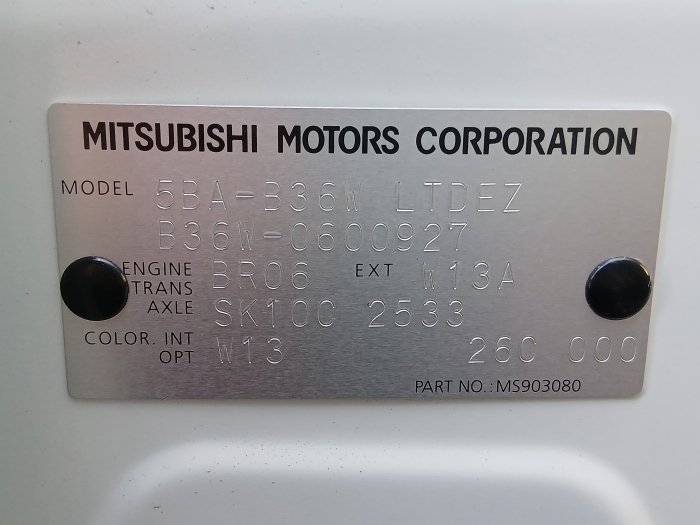 MITSUBISHI MOTORS CORPORATION
MODEL 5BA-B36W LTDEZ
B36W-0600927
ENGINE BR06 EXT W13A
TRANS
AXLE SK10C 2533
COLOR. INT W13 26C 000
OPT
PART NO.:MS903080